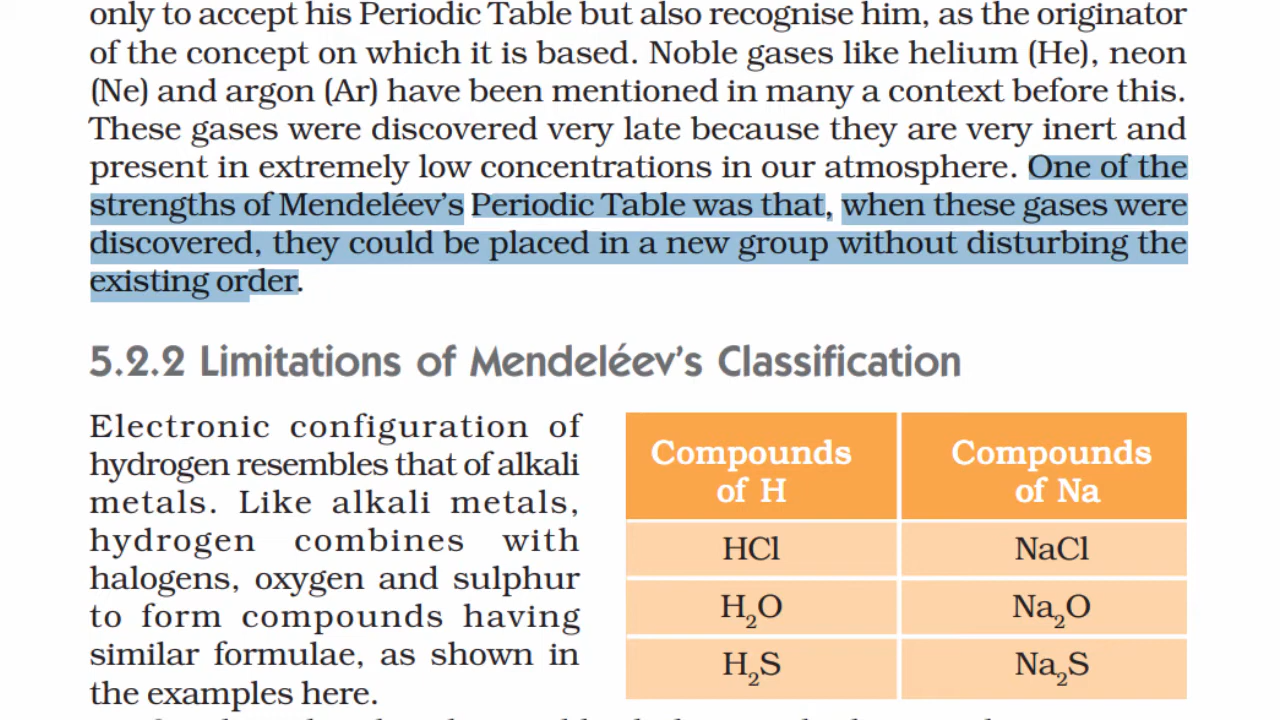 only to accept his Periodic Table but also recognise him, as the originator
of the concept on which it is based. Noble gases like helium (He), neon
(Ne) and argon (Ar) have been mentioned in many a context before this.
These gases were discovered very late because they are very inert and
present in extremely low concentrations in our atmosphere. One of the
strengths of Mendeléev's Periodic Table was that, when these gases were
discovered, they could be placed in a new group without disturbing the
existing order.
5.2.2 Limitations of Mendeléev's Classification
Electronic configuration of
hydrogen resembles that of alkali
metals. Like alkali metals,
hydrogen combines with
halogens, oxygen and sulphur
to form compounds having
similar formulae, as shown in
the examples here.
Compounds of H
Compounds of Na
HCl NaCl
H₂O Na₂O
H₂S Na₂S